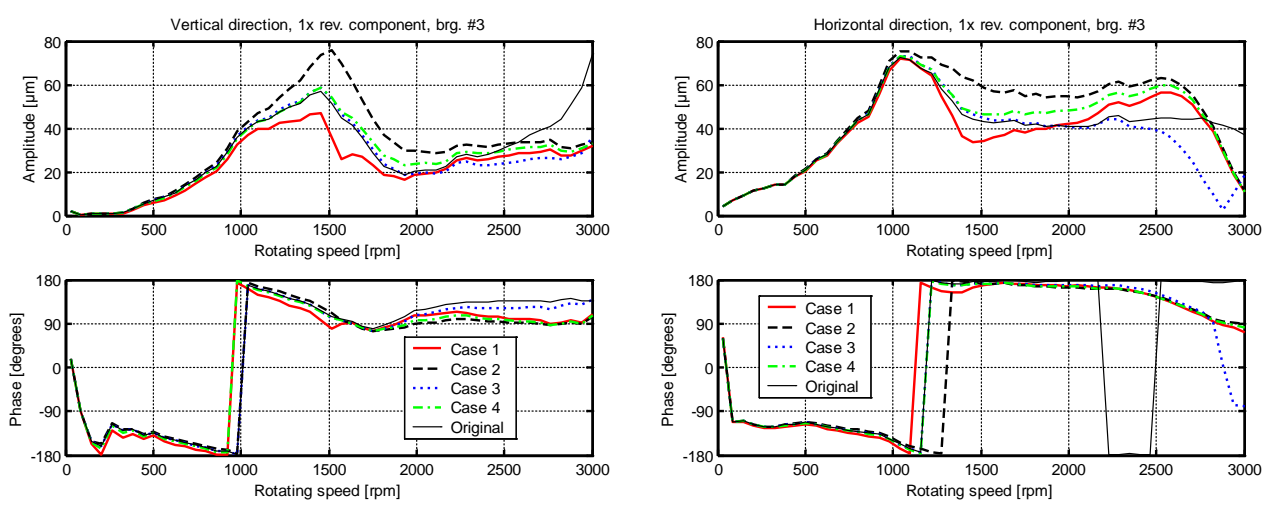 Vertical direction, 1x rev. component, brg. #3
80
60
40
20
0
Amplitude [µm]
0 500 1000 1500 2000 2500 3000
Rotating speed [rpm]
180
90
0
-90
-180
Phase [degrees]
Case 1
Case 2
Case 3
Case 4
Original
0 500 1000 1500 2000 2500 3000
Rotating speed [rpm]
Horizontal direction, 1x rev. component, brg. #3
80
60
40
20
0
Amplitude [µm]
0 500 1000 1500 2000 2500 3000
Rotating speed [rpm]
180
90
0
-90
-180
Phase [degrees]
Case 1
Case 2
Case 3
Case 4
Original
0 500 1000 1500 2000 2500 3000
Rotating speed [rpm]